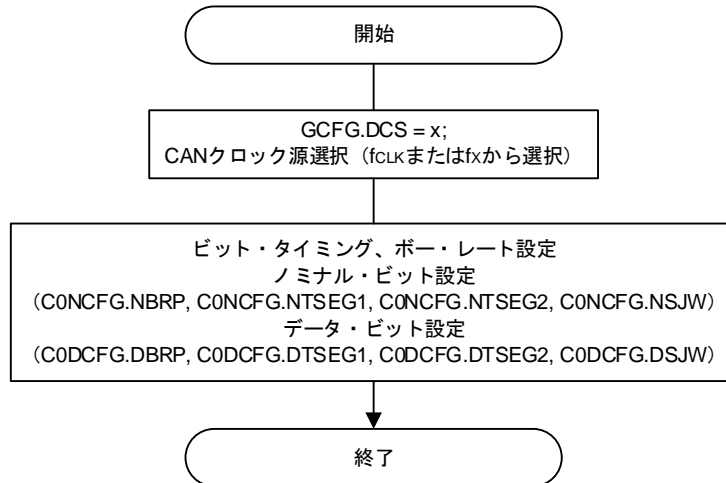 開始
GCFG.DCS = x;
CANクロック源選択（fCLKまたはfXから選択）
ビット・タイミング、ボー・レート設定
ノミナル・ビット設定
（C0NCFG.NBRP, C0NCFG.NTSEG1, C0NCFG.NTSEG2, C0NCFG.NSJW）
データ・ビット設定
（C0DCFG.DBRP, C0DCFG.DTSEG1, C0DCFG.DTSEG2, C0DCFG.DSJW）
終了